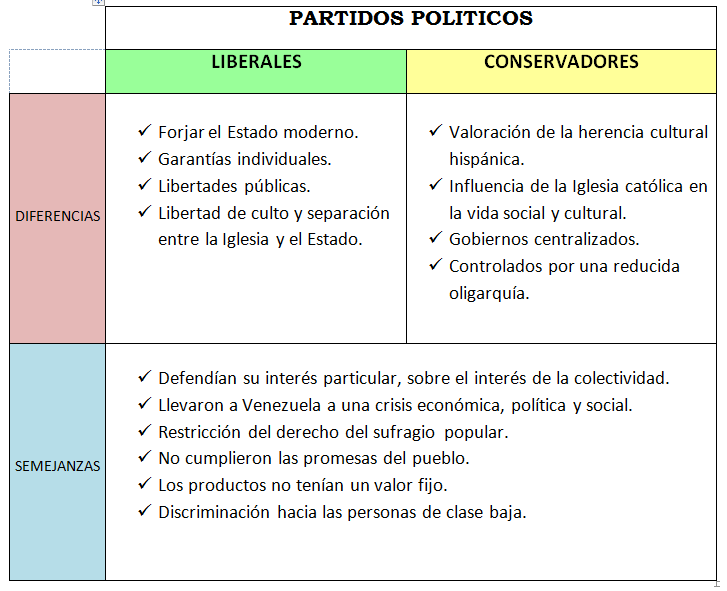 PARTIDOS POLITICOS
LIBERALES
CONSERVADORES
DIFERENCIAS
✓ Forjar el Estado moderno.
✓ Garantías individuales.
✓ Libertades públicas.
✓ Libertad de culto y separación
entre la Iglesia y el Estado.
✓ Valoración de la herencia cultural
hispánica.
✓ Influencia de la Iglesia católica en
la vida social y cultural.
✓ Gobiernos centralizados.
✓ Controlados por una reducida
oligarquía.
SEMEJANZAS
✓ Defendían su interés particular, sobre el interés de la colectividad.
✓ Llevaron a Venezuela a una crisis económica, política y social.
✓ Restricción del derecho del sufragio popular.
✓ No cumplieron las promesas del pueblo.
✓ Los productos no tenían un valor fijo.
✓ Discriminación hacia las personas de clase baja.